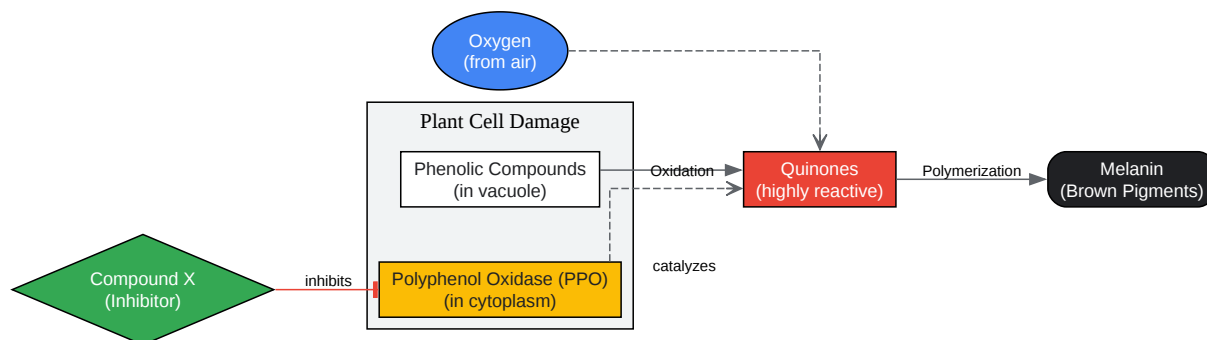 Oxygen
(from air)
Plant Cell Damage
Phenolic Compounds
(in vacuole)
Oxidation
Quinones
(highly reactive)
Polymerization
Melanin
(Brown Pigments)
Compound X
(Inhibitor)
inhibits
Polyphenol Oxidase (PPO)
(in cytoplasm)
catalyzes